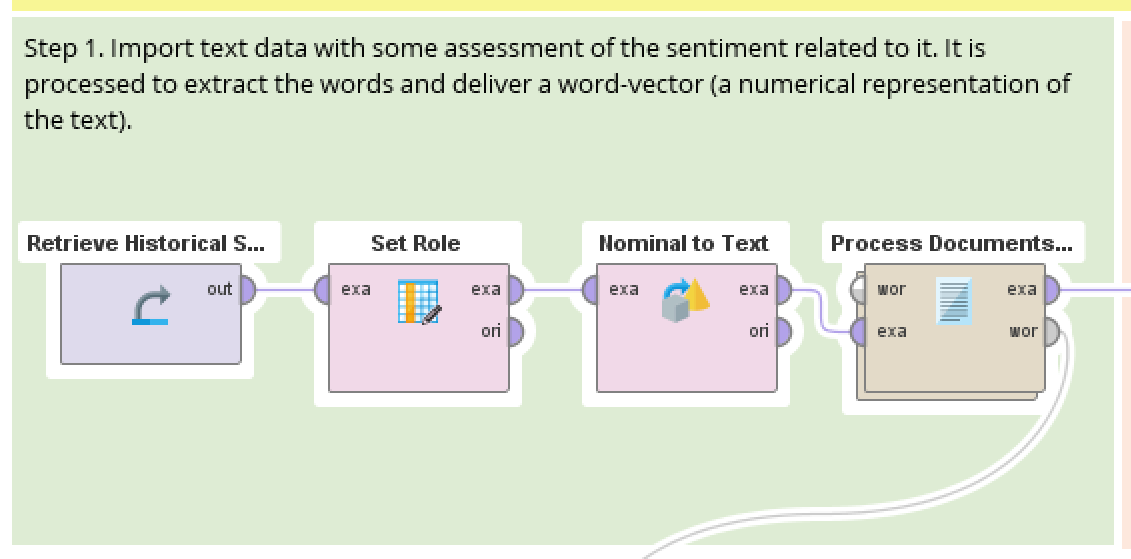 Step 1. Import text data with some assessment of the sentiment related to it. It is
processed to extract the words and deliver a word-vector (a numerical representation of
the text).
Retrieve Historical S...
Set Role
Nominal to Text
Process Documents...
out
exa
exa
ori
exa
exa
ori
wor
exa
exa
wor